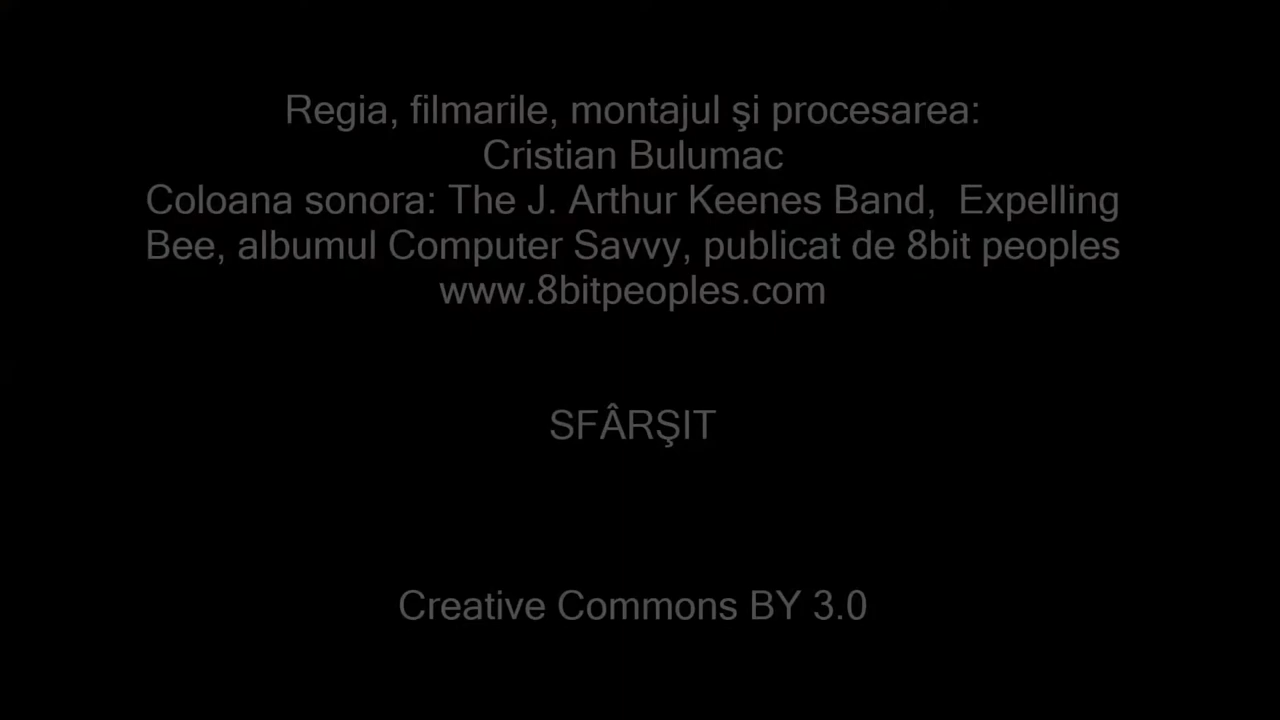 Regia, filmarile, montajul şi procesarea:
Cristian Bulumac
Coloana sonora: The J. Arthur Keenes Band,  Expelling
Bee, albumul Computer Savvy, publicat de 8bit peoples
www.8bitpeoples.com
SFÂRŞIT
Creative Commons BY 3.0